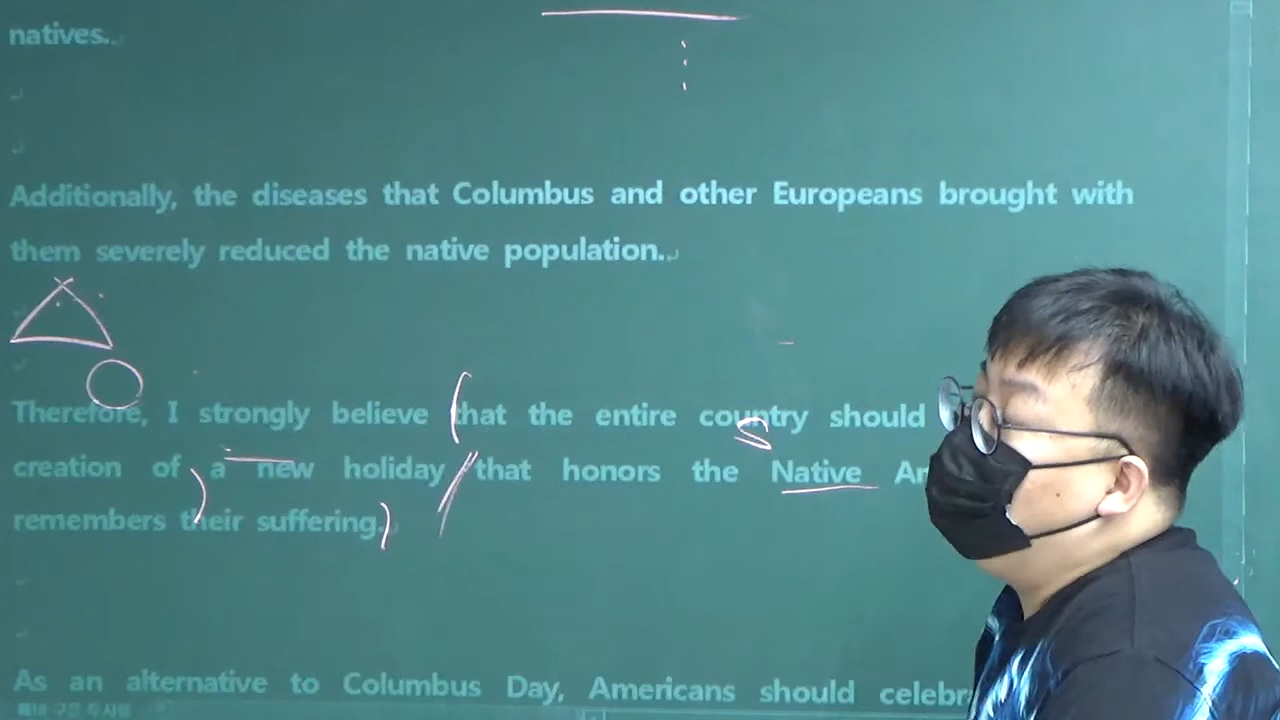 natives.
Additionally, the diseases that Columbus and other Europeans brought with
them severely reduced the native population.
Therefore, I strongly believe that the entire country should
creation of a new holiday that honors the Native
remembers their suffering.
S
As an alternative to Columbus Day, Americans should